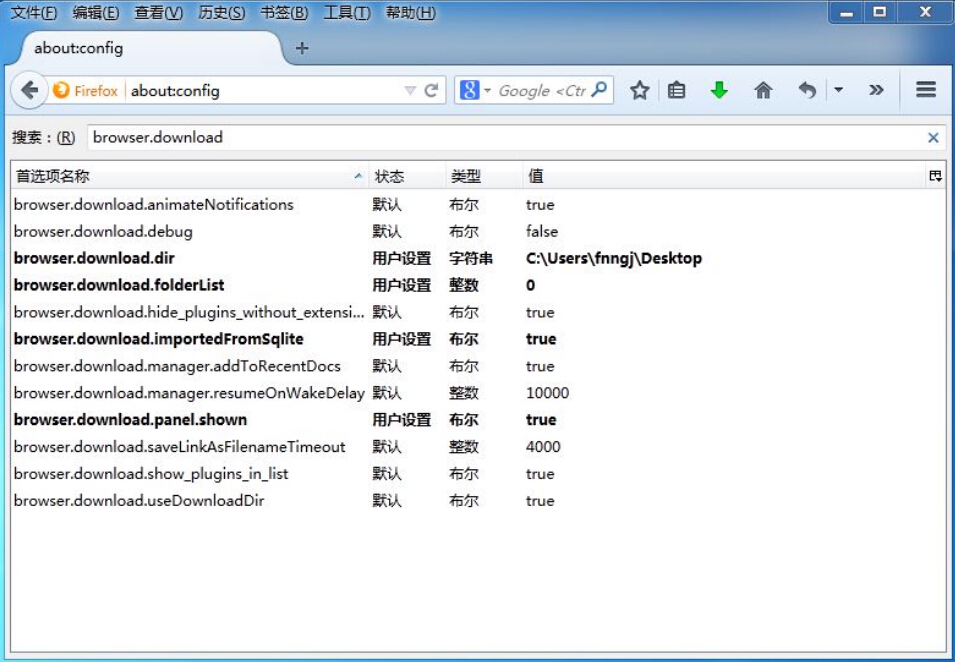 文件(F) 编辑(E) 查看(V) 历史(S) 书签(B) 工具(T) 帮助(H)
about:config
Firefox about:config Google <Ctr
搜索：(R) browser.download
首选项名称 状态 类型 值
browser.download.animateNotifications 默认 布尔 true
browser.download.debug 默认 布尔 false
browser.download.dir 用户设置 字符串 C:\Users\fnngj\Desktop
browser.download.folderList 用户设置 整数 0
browser.download.hide_plugins_without_extensi... 默认 布尔 true
browser.download.importedFromSqlite 用户设置 布尔 true
browser.download.manager.addToRecentDocs 默认 布尔 true
browser.download.manager.resumeOnWakeDelay 默认 整数 10000
browser.download.panel.shown 用户设置 布尔 true
browser.download.saveLinkAsFilenameTimeout 默认 整数 4000
browser.download.show_plugins_in_list 默认 布尔 true
browser.download.useDownloadDir 默认 布尔 true